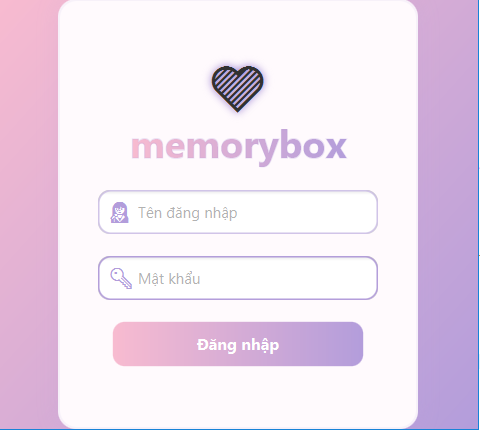 memorybox
Tên đăng nhập
Mật khẩu
Đăng nhập